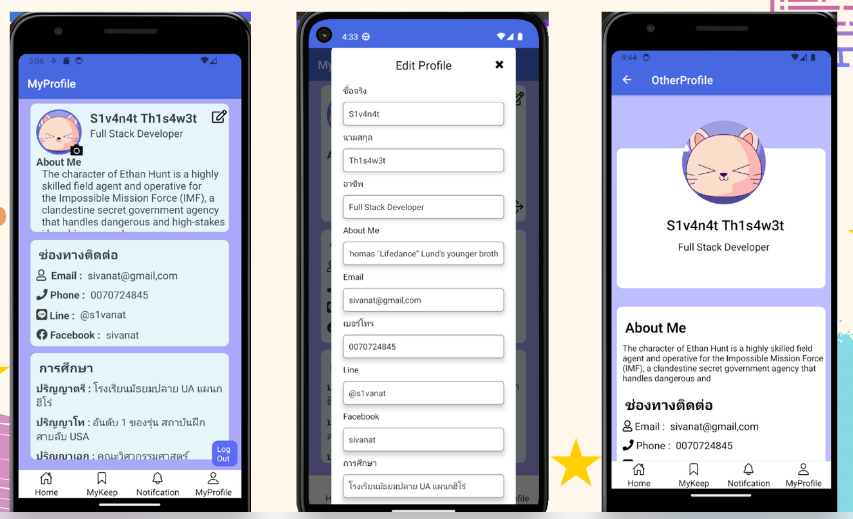 5:06
MyProfile
S1v4n4t Th1s4w3t
Full Stack Developer
About Me
The character of Ethan Hunt is a highly
skilled field agent and operative for
the Impossible Mission Force (IMF), a
clandestine secret government agency
that handles dangerous and high-stakes
ช่องทางติดต่อ
Email : sivanat@gmail,com
Phone : 0070724845
Line : @s1vanat
Facebook : sivanat
การศึกษา
ปริญญาตรี : โรงเรียนมัธยมปลาย UA แผนก
ฮีโร่
ปริญญาโท : อันดับ 1 ของรุ่น สถาบันฝึก
สายลับ USA
ปริญญาเอก : คณะวิศวกรรมศาสตร์
Log
Out
Home
MyKeep
Notifcation
MyProfile
4:33
Edit Profile
ชื่อจริง
S1v4n4t
นามสกุล
Th1s4w3t
อาชีพ
Full Stack Developer
About Me
homas "Lifedance" Lund's younger broth
Email
sivanat@gmail,com
เบอร์โทร
0070724845
Line
@s1vanat
Facebook
sivanat
การศึกษา
โรงเรียนมัธยมปลาย UA แผนกฮีโร่
9:44
OtherProfile
S1v4n4t Th1s4w3t
Full Stack Developer
About Me
The character of Ethan Hunt is a highly skilled field
agent and operative for the Impossible Mission Force
(IMF), a clandestine secret government agency that
handles dangerous and
ช่องทางติดต่อ
Email : sivanat@gmail,com
Phone : 0070724845
Home
MyKeep
Notifcation
MyProfile